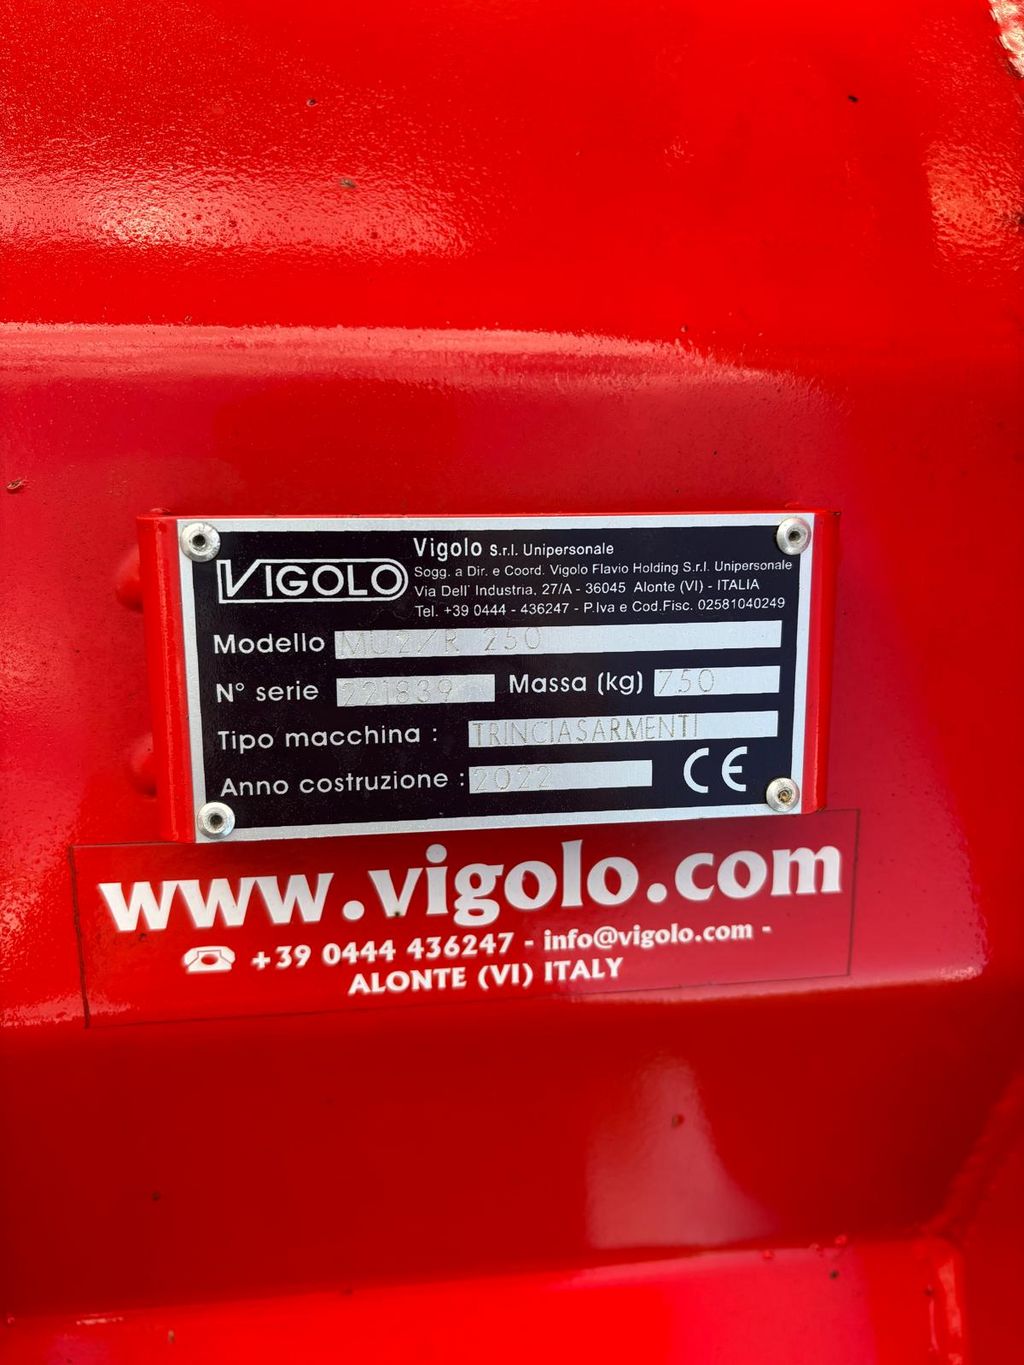 VIGOLO
Vigolo s.r.l. Unipersonale
Sogg. a Dir. e Coord. Vigolo Flavio Holding S.r.l. Unipersonale
Via Dell' Industria, 27/A - 36045 Alonte (VI) - ITALIA
Tel. +39 0444 - 436247 - P.Iva e Cod.Fisc. 02581040249
Modello MU2/R 250
N° serie 221839 Massa (kg) 750
Tipo macchina : TRINCIASARMENTI
Anno costruzione : 2022 CE
www.vigolo.com
+39 0444 436247 - info@vigolo.com -
ALONTE (VI) ITALY